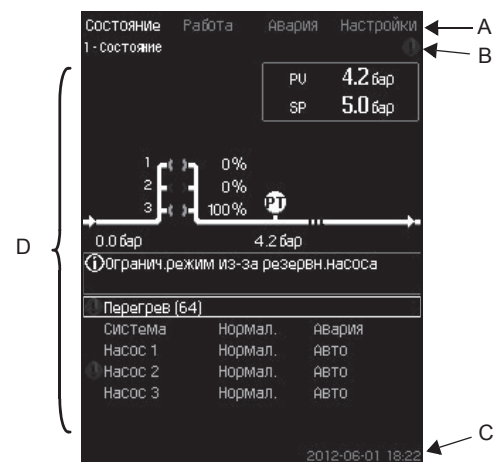 Состояние Работа Авария Настройки A
1 - Состояние B
PV 4.2 бар
SP 5.0 бар
1 0%
2 0%
3 100% PT
D
0.0 бар 4.2 бар
Огранич.режим из-за резервн.насоса
Перегрев (64)
Система Нормал. Авария
Насос 1 Нормал. Авто
Насос 2 Нормал. Авто
Насос 3 Нормал. Авто
C
2012-06-01 18:22